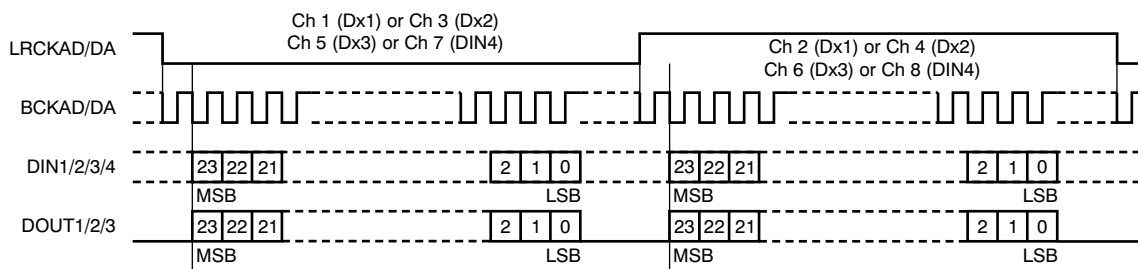 Ch 1 (Dx1) or Ch 3 (Dx2)
Ch 5 (Dx3) or Ch 7 (DIN4)
LRCKAD/DA
Ch 2 (Dx1) or Ch 4 (Dx2)
Ch 6 (Dx3) or Ch 8 (DIN4)
BCKAD/DA
DIN1/2/3/4 23 22 21 2 1 0 23 22 21 2 1 0
MSB LSB MSB LSB
DOUT1/2/3 23 22 21 2 1 0 23 22 21 2 1 0
MSB LSB MSB LSB